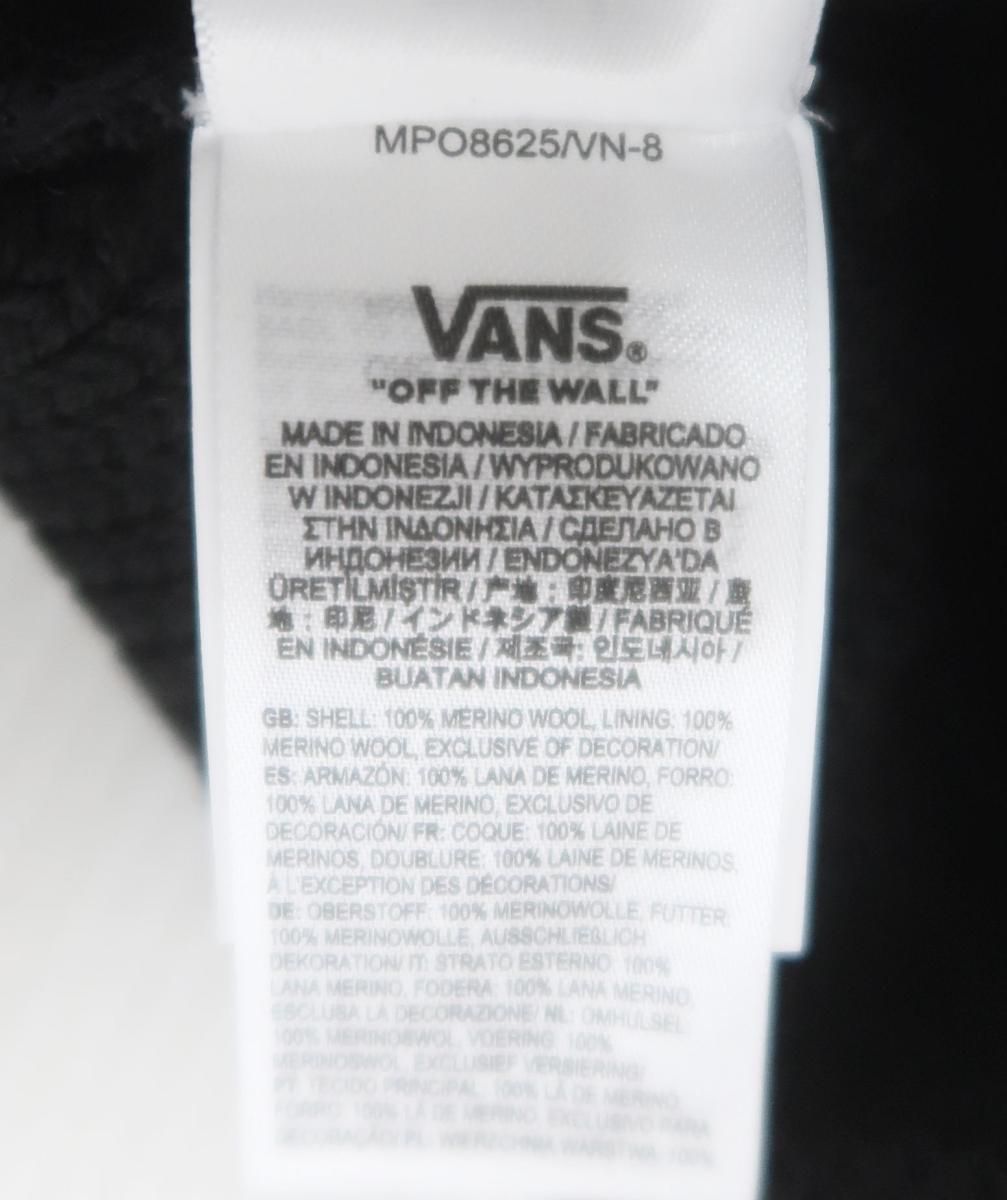 MPO8625/VN-8
VANS®
"OFF THE WALL"
MADE IN INDONESIA / FABRICADO
EN INDONESIA / WYPRODUKOWANO
W INDONEZJI / ΚΑΤΑΣΚΕΥΑΖΕΤΑΙ
ΣΤΗΝ ΙΝΔΟΝΗΣΙΑ / СДЕЛАНО В
ИНДОНЕЗИИ / ENDONEZYA'DA
ÜRETİLMİŞTİR / 产地 : 印度尼西亚 / 產
地 : 印尼 / インドネシア製 / FABRIQUÉ
EN INDONÉSIE / 제조국: 인도네시아 /
BUATAN INDONESIA
GB: SHELL: 100% MERINO WOOL, LINING: 100%
MERINO WOOL, EXCLUSIVE OF DECORATION/
ES: ARMAZÓN: 100% LANA DE MERINO, FORRO:
100% LANA DE MERINO, EXCLUSIVO DE
DECORACIÓN/ FR: COQUE: 100% LAINE DE
MERINOS, DOUBLURE: 100% LAINE DE MERINOS,
À L'EXCEPTION DES DÉCORATIONS/
DE: OBERSTOFF: 100% MERINOWOLLE, FUTTER:
100% MERINOWOLLE, AUSSCHLIEßLICH
DEKORATION/ IT: STRATO ESTERNO: 100%
LANA MERINO, FODERA: 100% LANA MERINO,
ESCLUSA LA DECORAZIONE/ NL: OMHULSEL:
100% MERINOSWOL, VOERING: 100%
MERINOSWOL, EXCLUSIEF VERSIERING/
PT: TECIDO PRINCIPAL: 100% LÃ DE MERINO,
FORRO: 100% LÃ DE MERINO, EXCLUSIVO PARA
DECORAÇÃO/ PL: WIERZCHNIA WARSTWA: 100%